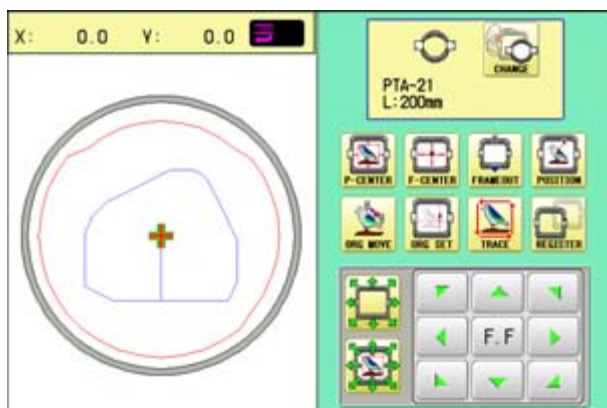 X: 0.0 Y: 0.0
CHANGE
PTA-21
L:200mm
P-CENTER F-CENTER FRAMEOUT POSITION
ORG MOVE ORG SET TRACE REGISTER
F.F